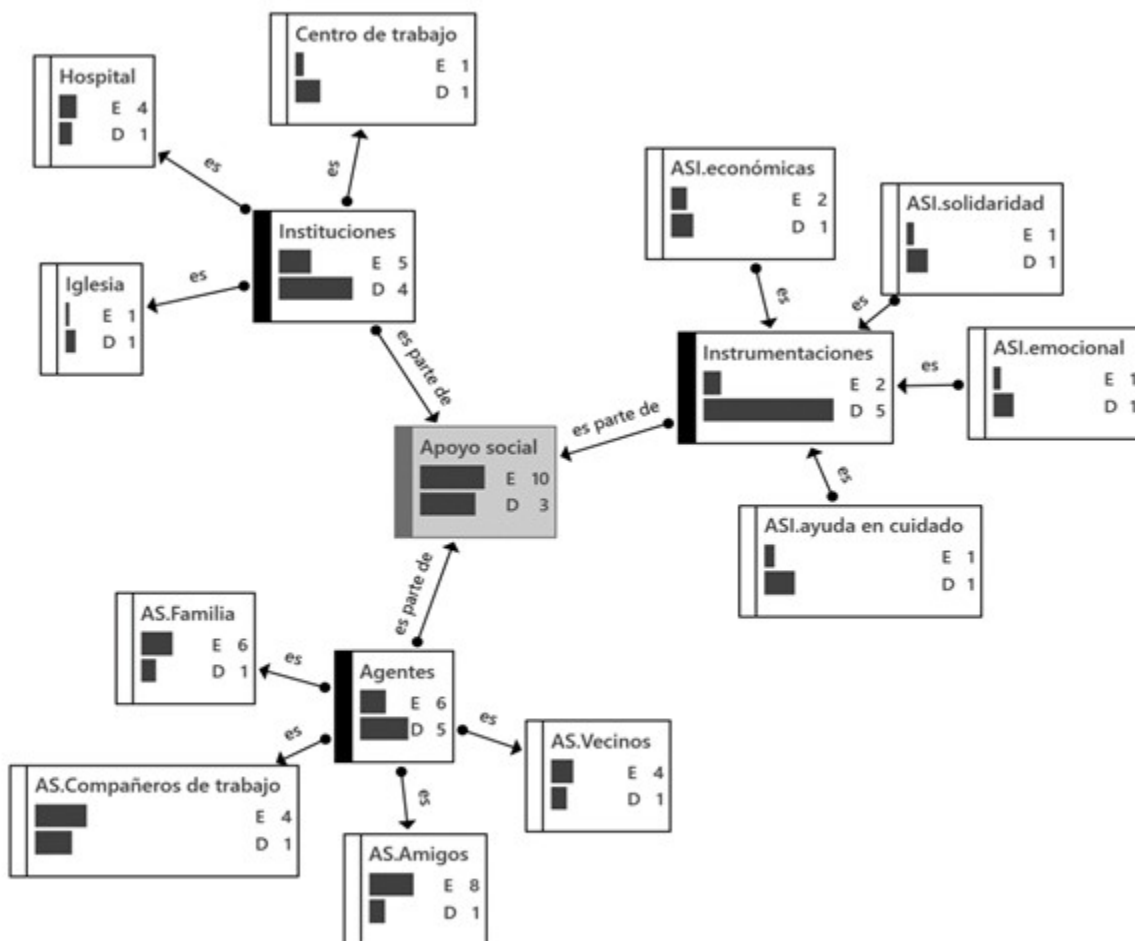 Centro de trabajo
E 1
D 1
Hospital
E 4
D 1
es
es
Instituciones
E 5
D 4
Iglesia
E 1
D 1
es
es parte de
ASI.económicas
E 2
D 1
ASI.solidaridad
E 1
D 1
es
es
Instrumentaciones
E 2
D 5
ASI.emocional
E 1
D 1
es
es parte de
es
ASI.ayuda en cuidado
E 1
D 1
Apoyo social
E 10
D 3
es parte de
AS.Familia
E 6
D 1
es
Agentes
E 6
D 5
es
AS.Vecinos
E 4
D 1
es
AS.Compañeros de trabajo
E 4
D 1
es
AS.Amigos
E 8
D 1